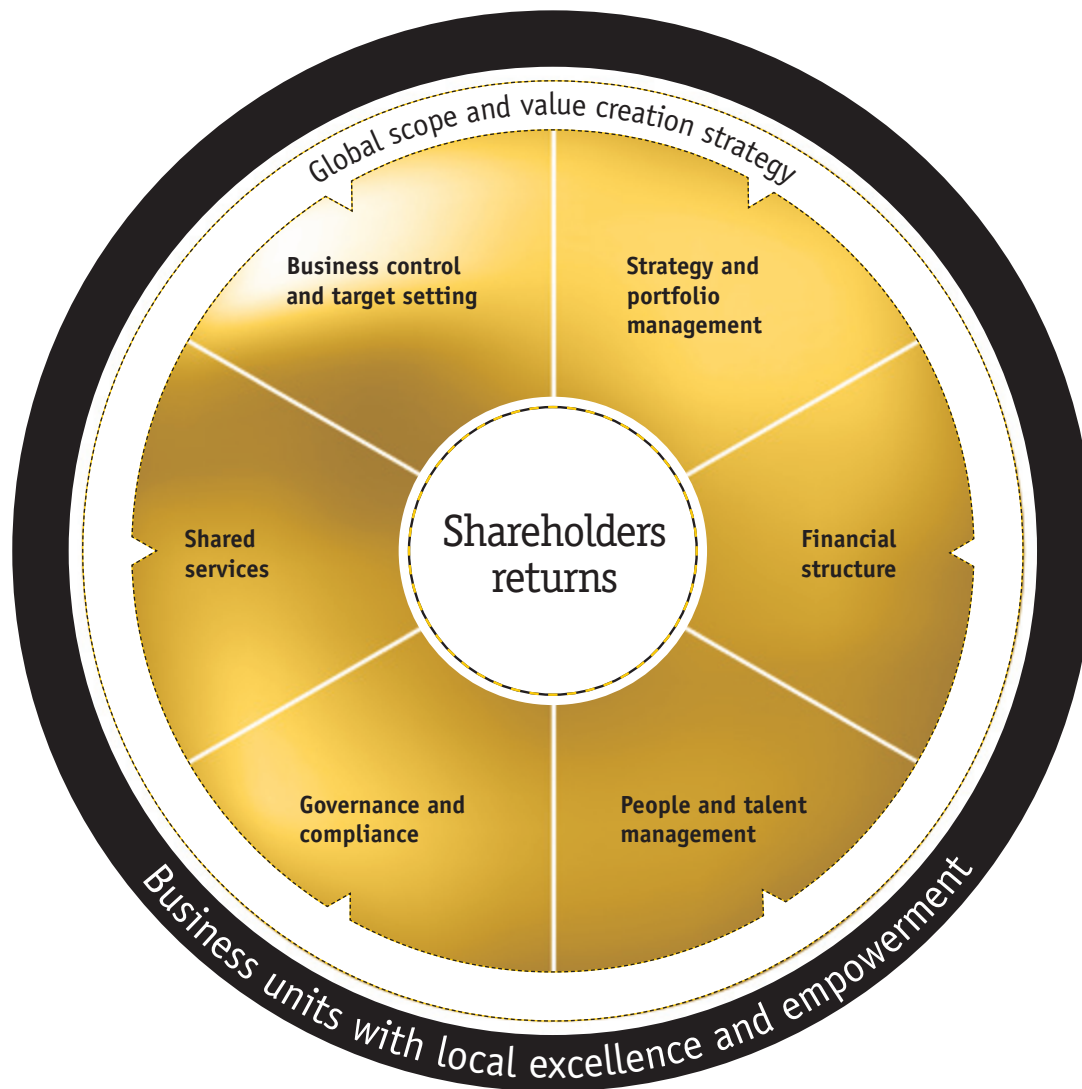 Global scope and value creation strategy
Business control
and target setting
Strategy and
portfolio
management
Shared
services
Shareholders
returns
Financial
structure
Governance and
compliance
People and talent
management
Business units with local excellence and empowerment